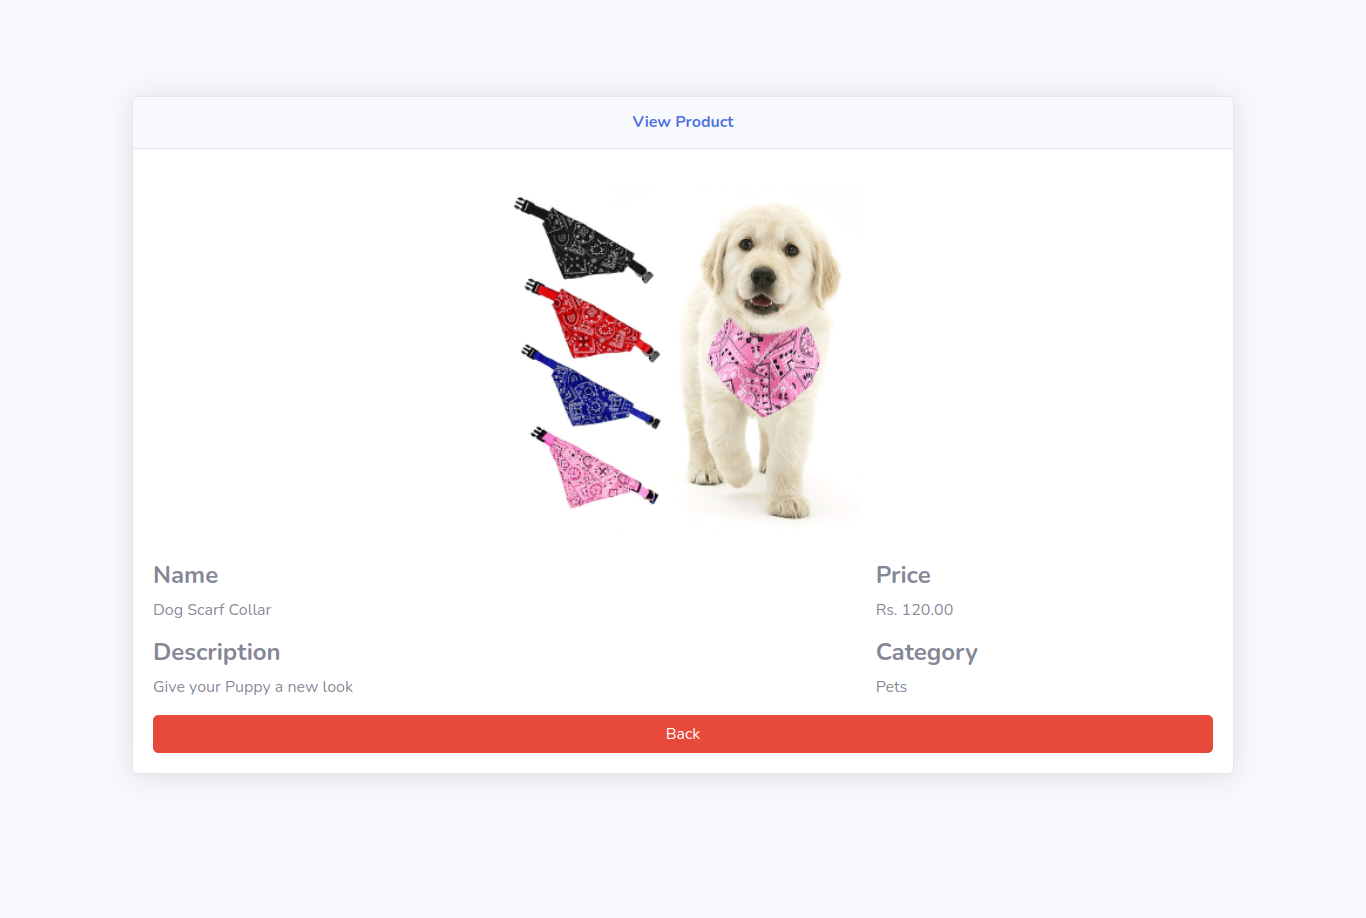 View Product
Name
Price
Dog Scarf Collar
Rs. 120.00
Description
Category
Give your Puppy a new look
Pets
Back